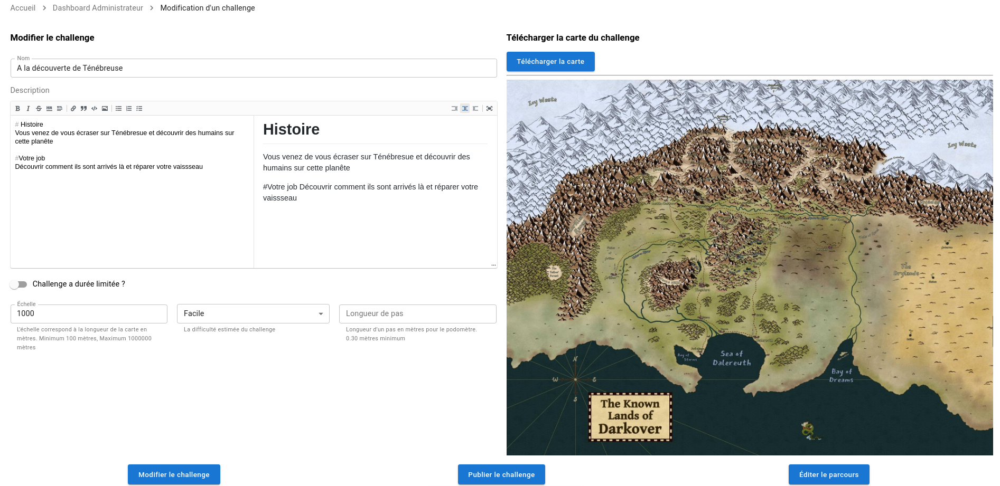 Accueil > Dashboard Administrateur > Modification d'un challenge
Modifier le challenge
Nom
A la découverte de Ténébreuse
Description
# Histoire
Vous venez de vous écraser sur Ténébresue et découvrir des humains sur
cette planête
#Votre job
Découvrir comment ils sont arrivés là et réparer votre vaissseau
Histoire
Vous venez de vous écraser sur Ténébresue et découvrir des
humains sur cette planête
#Votre job Découvrir comment ils sont arrivés là et réparer votre
vaissseau
Challenge a durée limitée ?
Échelle
1000
L'échelle correspond à la longueur de la carte en
mètres. Minimum 100 mètres, Maximum 1000000
mètres
Facile
La difficulté estimée du challenge
Longueur de pas
Longueur d'un pas en mètres pour le podomètre.
0.30 mètres minimum
Télécharger la carte du challenge
Télécharger la carte
Icy Waste
Icy Waste
The
Drylands
Sea of
Dalereuth
Bay of
Storms
Bay of
Dreams
N
W
E
S
The Known
Lands of
Darkover
Modifier le challenge
Publier le challenge
Éditer le parcours